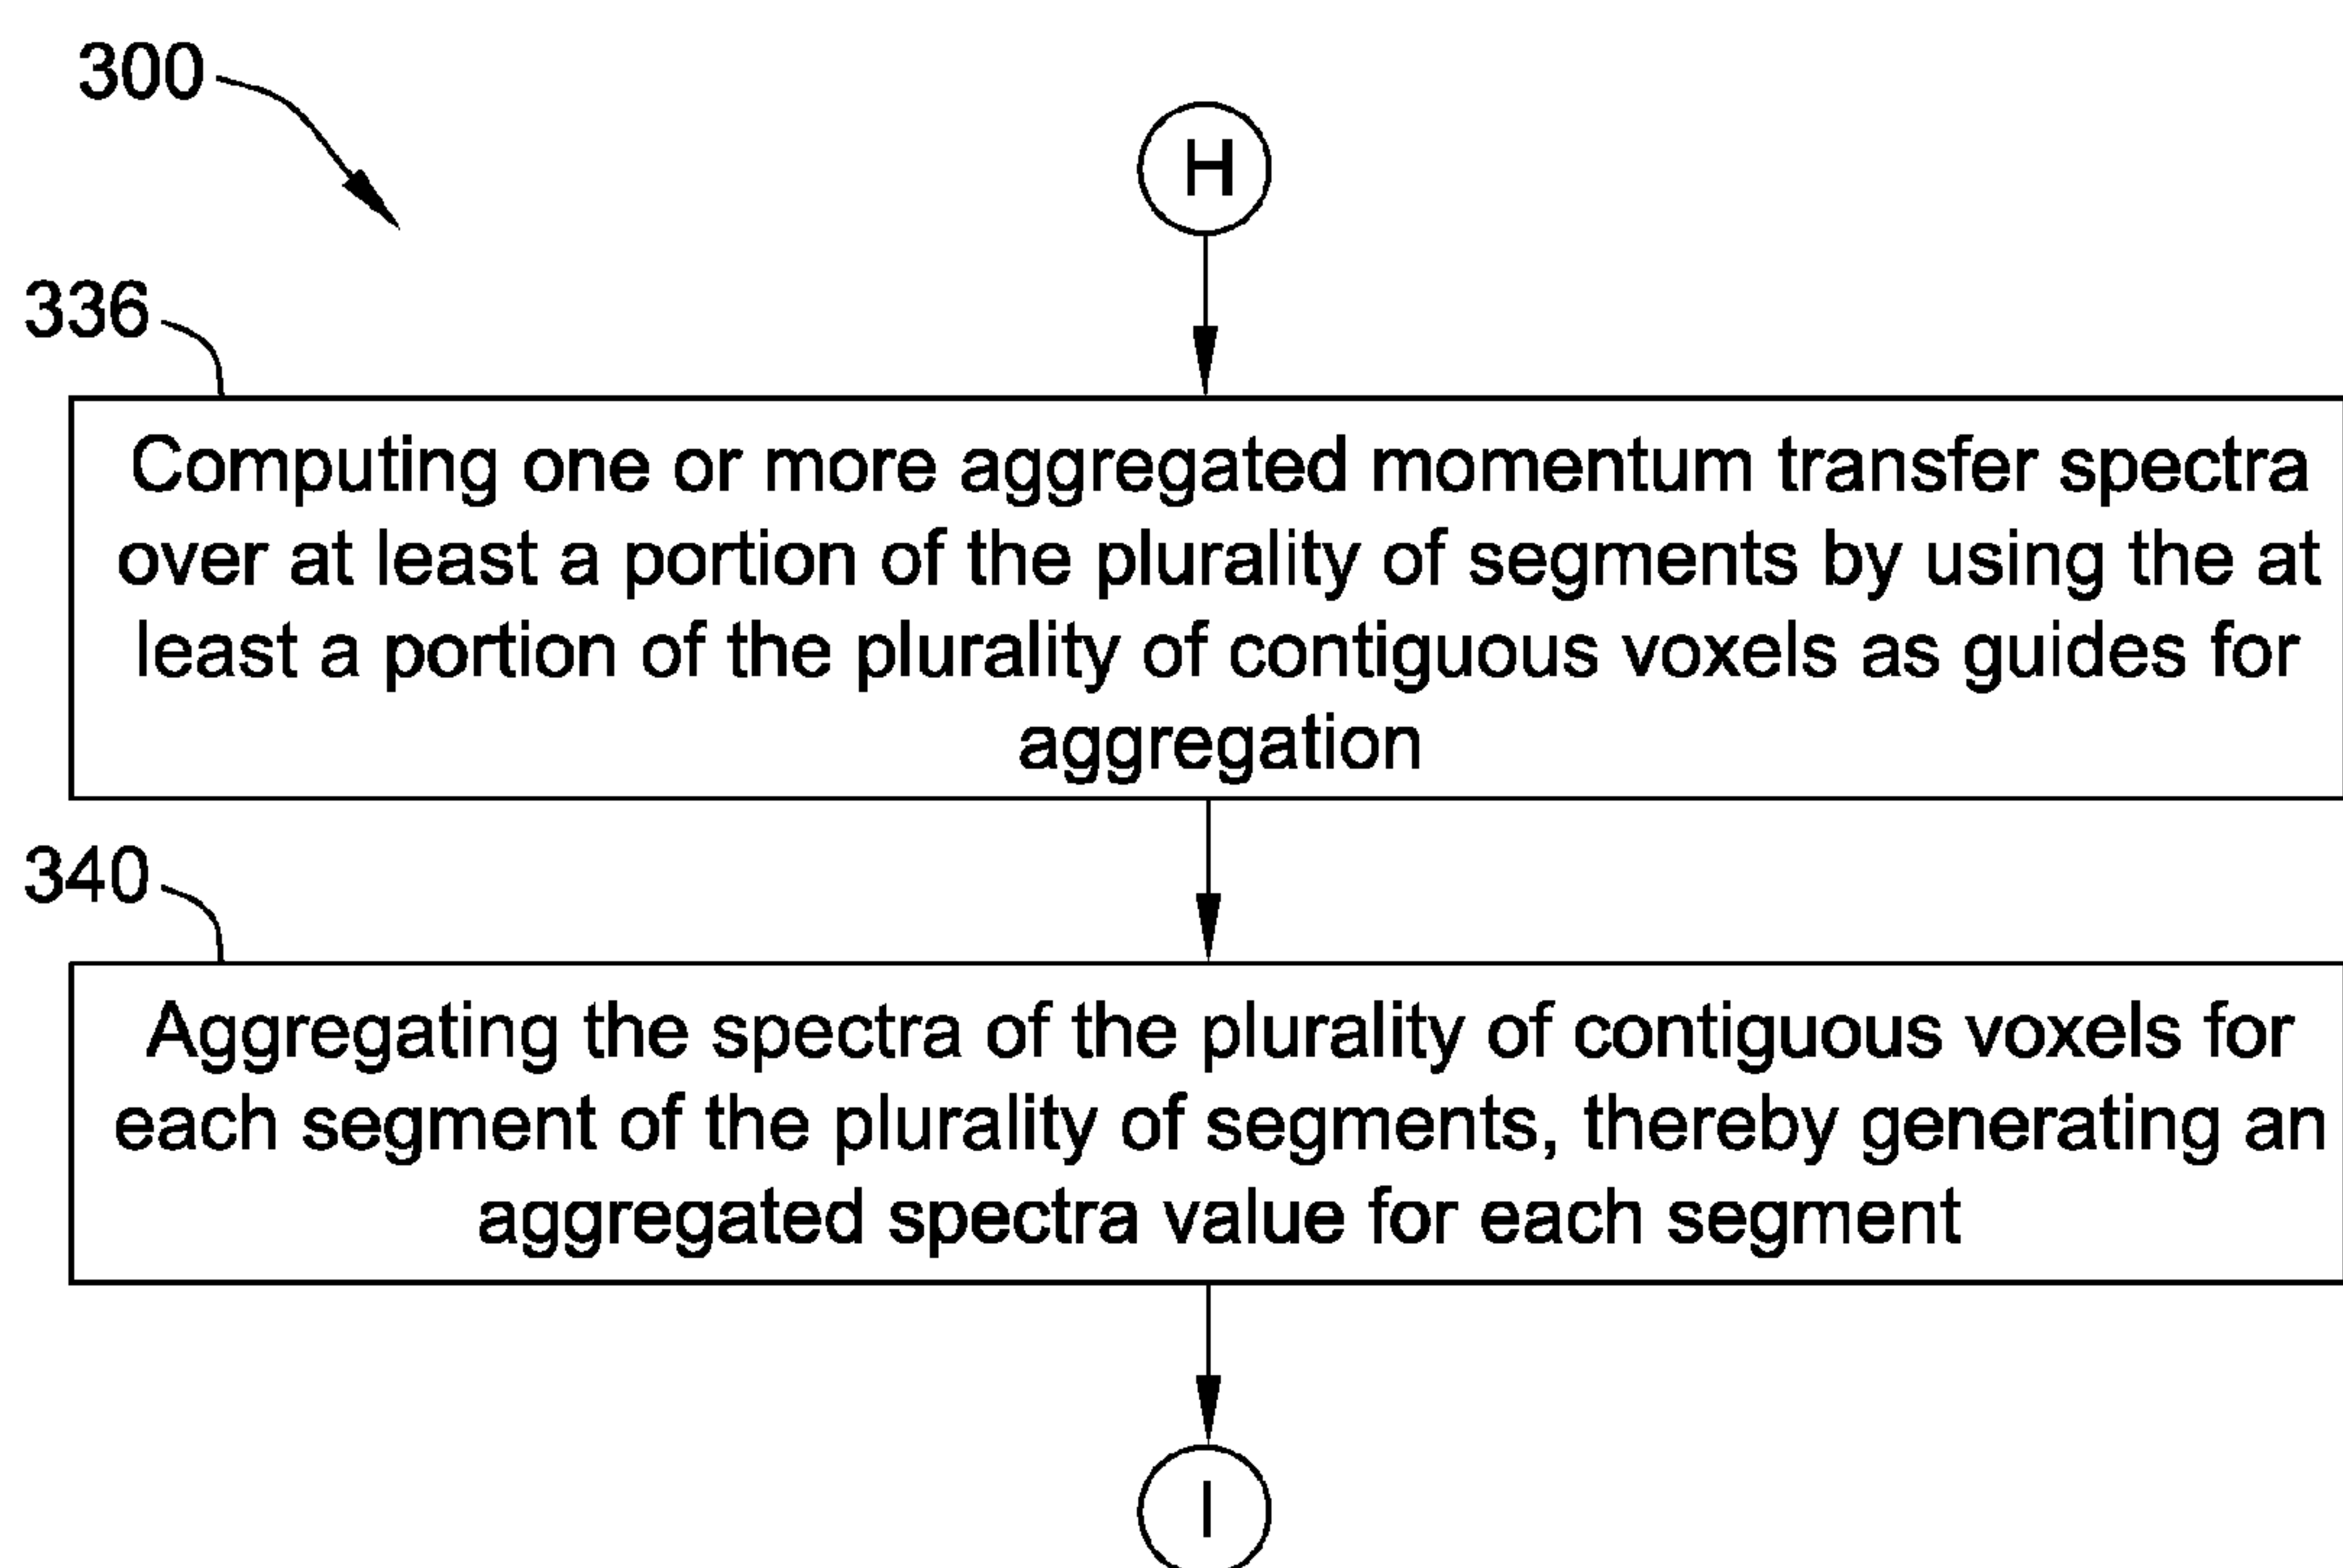 300
H
336
Computing one or more aggregated momentum transfer spectra
over at least a portion of the plurality of segments by using the at
least a portion of the plurality of contiguous voxels as guides for
aggregation
340
Aggregating the spectra of the plurality of contiguous voxels for
each segment of the plurality of segments, thereby generating an
aggregated spectra value for each segment
I